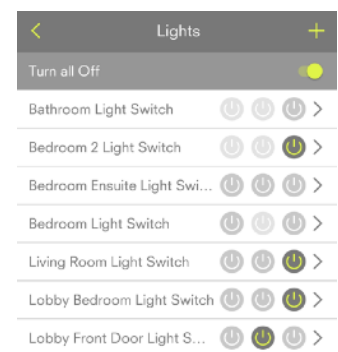 Lights
Turn all Off
Bathroom Light Switch
Bedroom 2 Light Switch
Bedroom Ensuite Light Swi...
Bedroom Light Switch
Living Room Light Switch
Lobby Bedroom Light Switch
Lobby Front Door Light S...